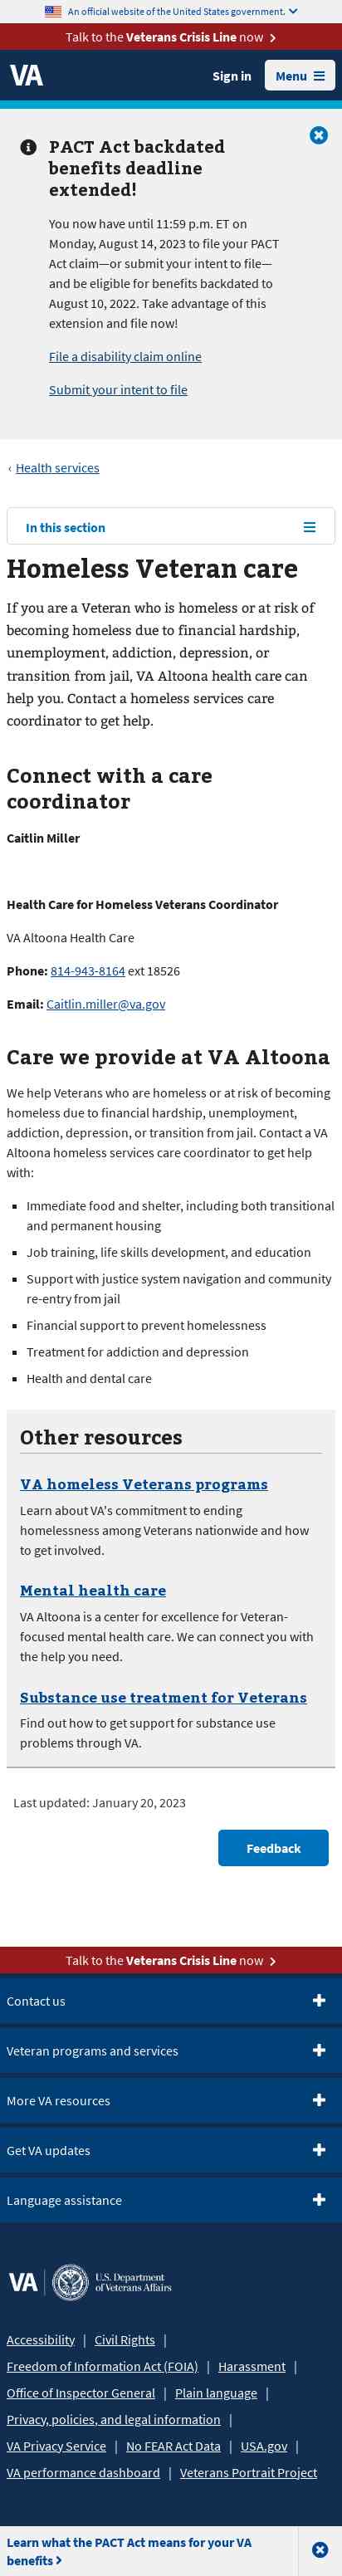 An official website of the United States government.
Talk to the Veterans Crisis Line now
VA
Sign in
Menu
PACT Act backdated
benefits deadline
extended!
You now have until 11:59 p.m. ET on
Monday, August 14, 2023 to file your PACT
Act claim—or submit your intent to file—
and be eligible for benefits backdated to
August 10, 2022. Take advantage of this
extension and file now!
File a disability claim online
Submit your intent to file
‹ Health services
In this section
Homeless Veteran care
If you are a Veteran who is homeless or at risk of
becoming homeless due to financial hardship,
unemployment, addiction, depression, or
transition from jail, VA Altoona health care can
help you. Contact a homeless services care
coordinator to get help.
Connect with a care
coordinator
Caitlin Miller
Health Care for Homeless Veterans Coordinator
VA Altoona Health Care
Phone: 814-943-8164 ext 18526
Email: Caitlin.miller@va.gov
Care we provide at VA Altoona
We help Veterans who are homeless or at risk of becoming
homeless due to financial hardship, unemployment,
addiction, depression, or transition from jail. Contact a VA
Altoona homeless services care coordinator to get help
with:
Immediate food and shelter, including both transitional
and permanent housing
Job training, life skills development, and education
Support with justice system navigation and community
re-entry from jail
Financial support to prevent homelessness
Treatment for addiction and depression
Health and dental care
Other resources
VA homeless Veterans programs
Learn about VA's commitment to ending
homelessness among Veterans nationwide and how
to get involved.
Mental health care
VA Altoona is a center for excellence for Veteran-
focused mental health care. We can connect you with
the help you need.
Substance use treatment for Veterans
Find out how to get support for substance use
problems through VA.
Last updated: January 20, 2023
Feedback
Talk to the Veterans Crisis Line now
Contact us
Veteran programs and services
More VA resources
Get VA updates
Language assistance
VA U.S. Department
of Veterans Affairs
Accessibility | Civil Rights |
Freedom of Information Act (FOIA) | Harassment |
Office of Inspector General | Plain language |
Privacy, policies, and legal information |
VA Privacy Service | No FEAR Act Data | USA.gov |
VA performance dashboard | Veterans Portrait Project
Learn what the PACT Act means for your VA
benefits